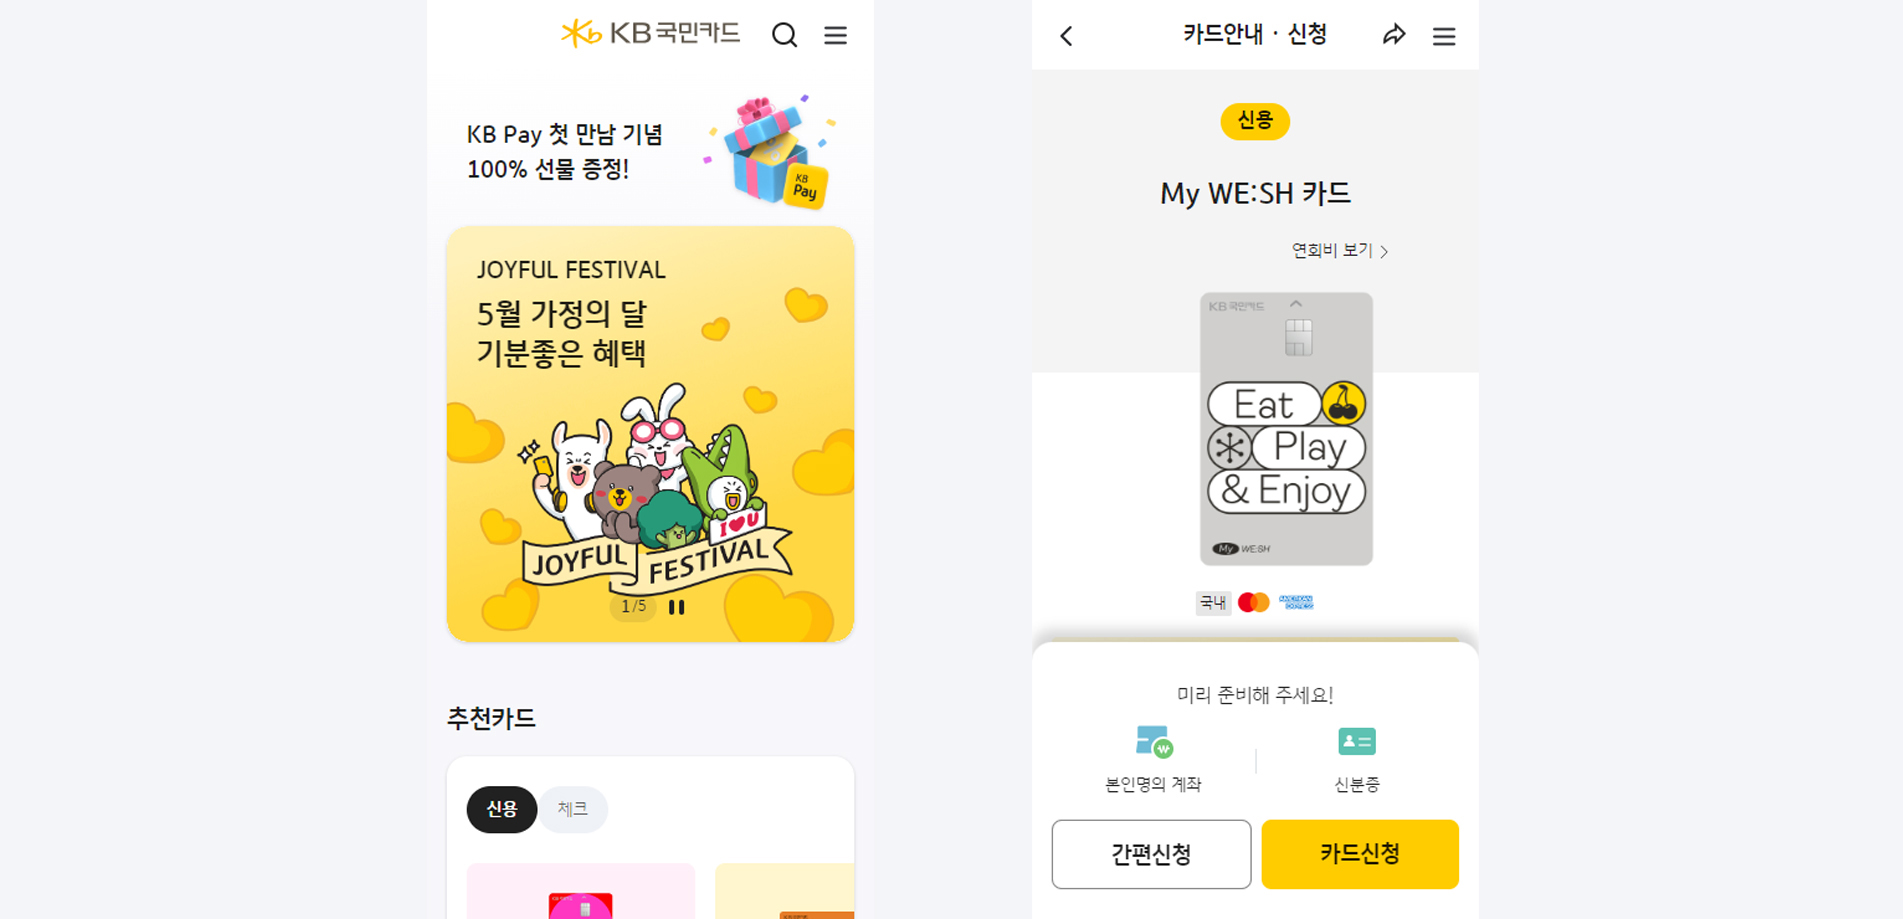 KB 국민카드
KB Pay 첫 만남 기념
100% 선물 증정!
KB
Pay
JOYFUL FESTIVAL
5월 가정의 달
기분좋은 혜택
I ♥ U
JOYFUL FESTIVAL
1/5
추천카드
신용
체크
카드안내 · 신청
신용
My WE:SH 카드
연회비 보기
KB 국민카드
Eat
Play
& Enjoy
My WE:SH
국내
AMERICAN
EXPRESS
미리 준비해 주세요!
본인명의 계좌
신분증
간편신청
카드신청